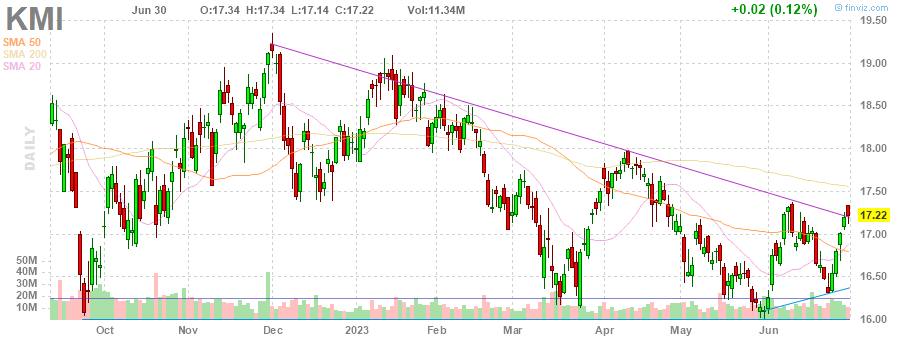 KMI Jun 30 O:17.34 H:17.34 L:17.14 C:17.22 Vol:11.34M +0.02 (0.12%)
© finviz.com
SMA 50
SMA 200
SMA 20
DAILY
19.50
19.00
18.50
18.00
17.50
17.22
17.00
16.50
16.00
50M
40M
30M
20M
10M
Oct Nov Dec 2023 Feb Mar Apr May Jun